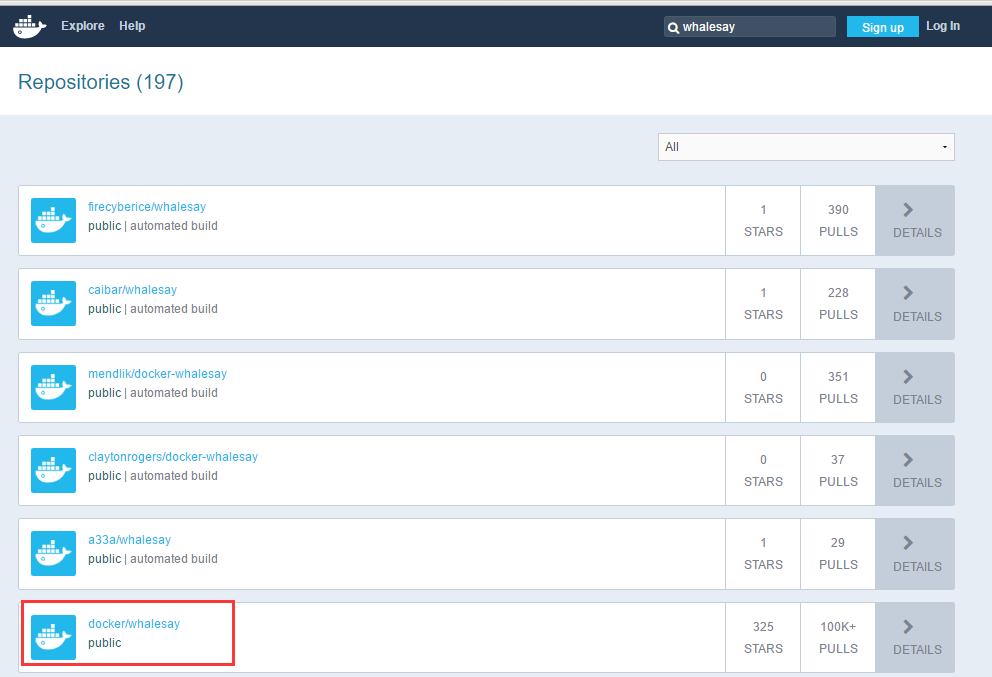 Explore Help whalesay Sign up Log In
Repositories (197)
All
firecyberice/whalesay
public | automated build
1
STARS
390
PULLS
DETAILS
caibar/whalesay
public | automated build
1
STARS
228
PULLS
DETAILS
mendlik/docker-whalesay
public | automated build
0
STARS
351
PULLS
DETAILS
claytonrogers/docker-whalesay
public | automated build
0
STARS
37
PULLS
DETAILS
a33a/whalesay
public | automated build
1
STARS
29
PULLS
DETAILS
docker/whalesay
public
325
STARS
100K+
PULLS
DETAILS